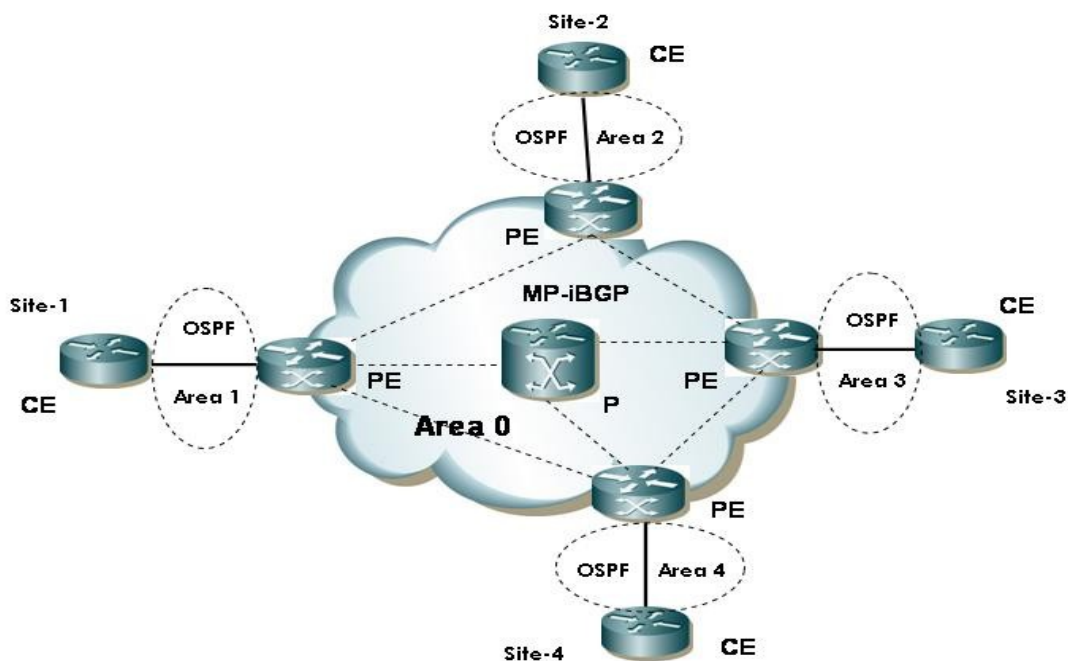 Site-2
CE
OSPF Area 2
PE
MP-iBGP
Site-1
OSPF
CE
Area 1
PE
P
Area 0
PE
OSPF
CE
Area 3
Site-3
PE
OSPF Area 4
Site-4
CE